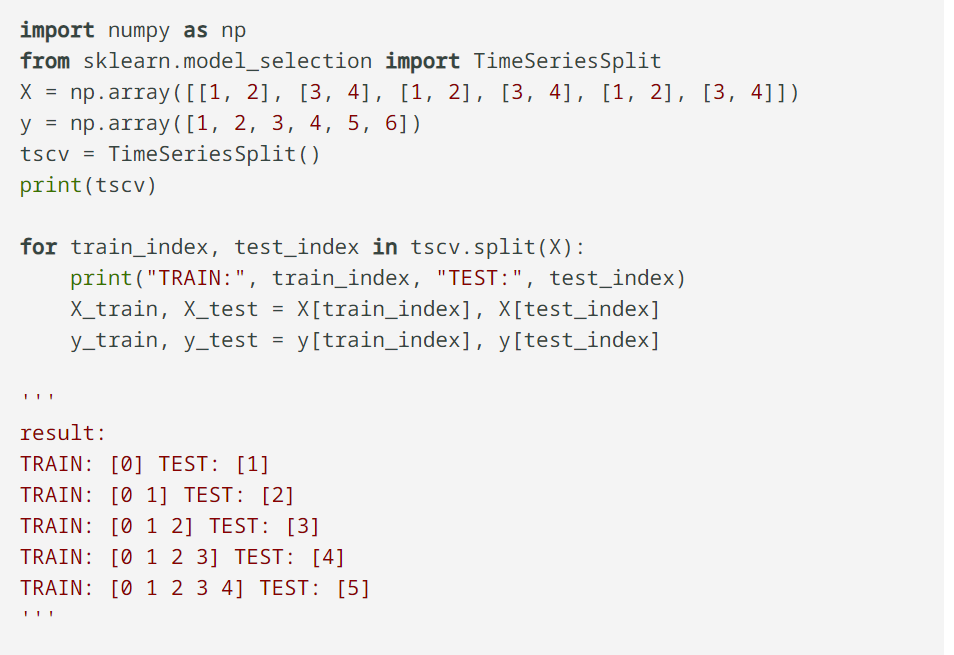 import numpy as np
from sklearn.model_selection import TimeSeriesSplit
X = np.array([[1, 2], [3, 4], [1, 2], [3, 4], [1, 2], [3, 4]])
y = np.array([1, 2, 3, 4, 5, 6])
tscv = TimeSeriesSplit()
print(tscv)

for train_index, test_index in tscv.split(X):
    print("TRAIN:", train_index, "TEST:", test_index)
    X_train, X_test = X[train_index], X[test_index]
    y_train, y_test = y[train_index], y[test_index]

'''
result:
TRAIN: [0] TEST: [1]
TRAIN: [0 1] TEST: [2]
TRAIN: [0 1 2] TEST: [3]
TRAIN: [0 1 2 3] TEST: [4]
TRAIN: [0 1 2 3 4] TEST: [5]
'''